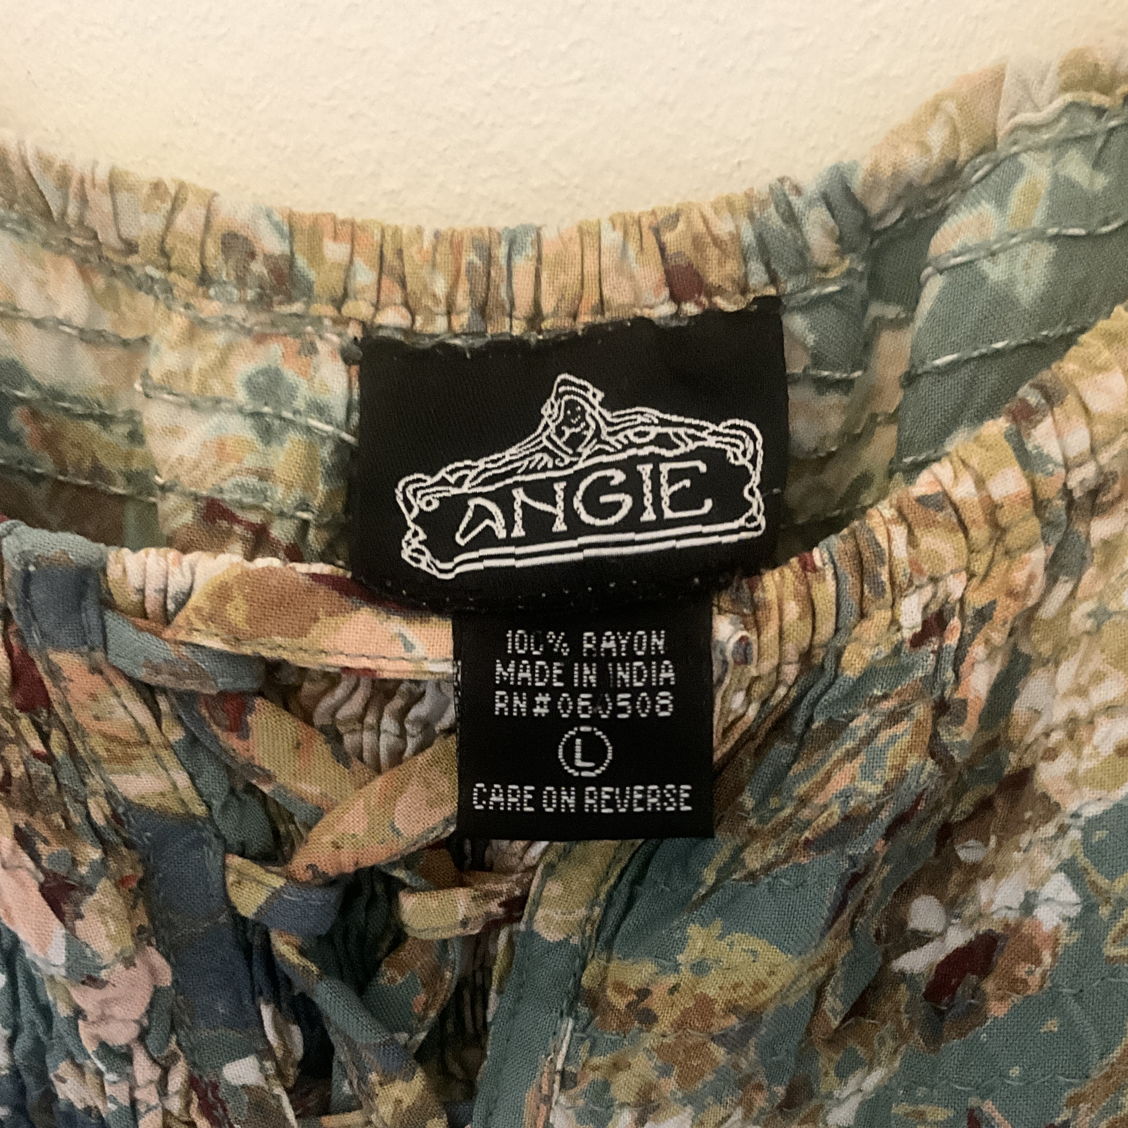 ANGIE
100% RAYON
MADE IN INDIA
RN#060508
L
CARE ON REVERSE